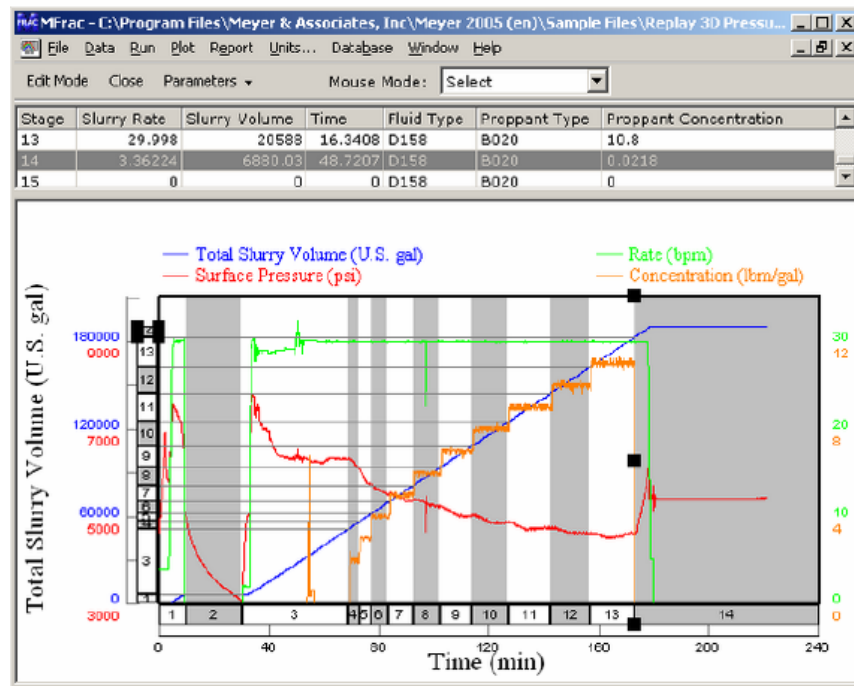 MFrac - C:\Program Files\Meyer & Associates, Inc\Meyer 2005 (en)\Sample Files\Replay 3D Pressu...
File Data Run Plot Report Units... Database Window Help
Edit Mode Close Parameters Mouse Mode: Select
Stage Slurry Rate Slurry Volume Time Fluid Type Proppant Type Proppant Concentration
13 29.998 20588 16.3408 D158 B020 10.8
14 3.36224 6880.03 48.7207 D158 B020 0.0218
15 0 0 0 D158 B020 0
Total Slurry Volume (U.S. gal) Rate (bpm)
Surface Pressure (psi) Concentration (lbm/gal)
Total Slurry Volume (U.S. gal)
180000 30
0000 12
13
12
11
120000 20
7000 8
10
9
8
7
6
60000 10
5000 4
3
0 0
3000 0
1
1 2 3 4 5 6 7 8 9 10 11 12 13 14
0 40 80 120 160 200 240
Time (min)